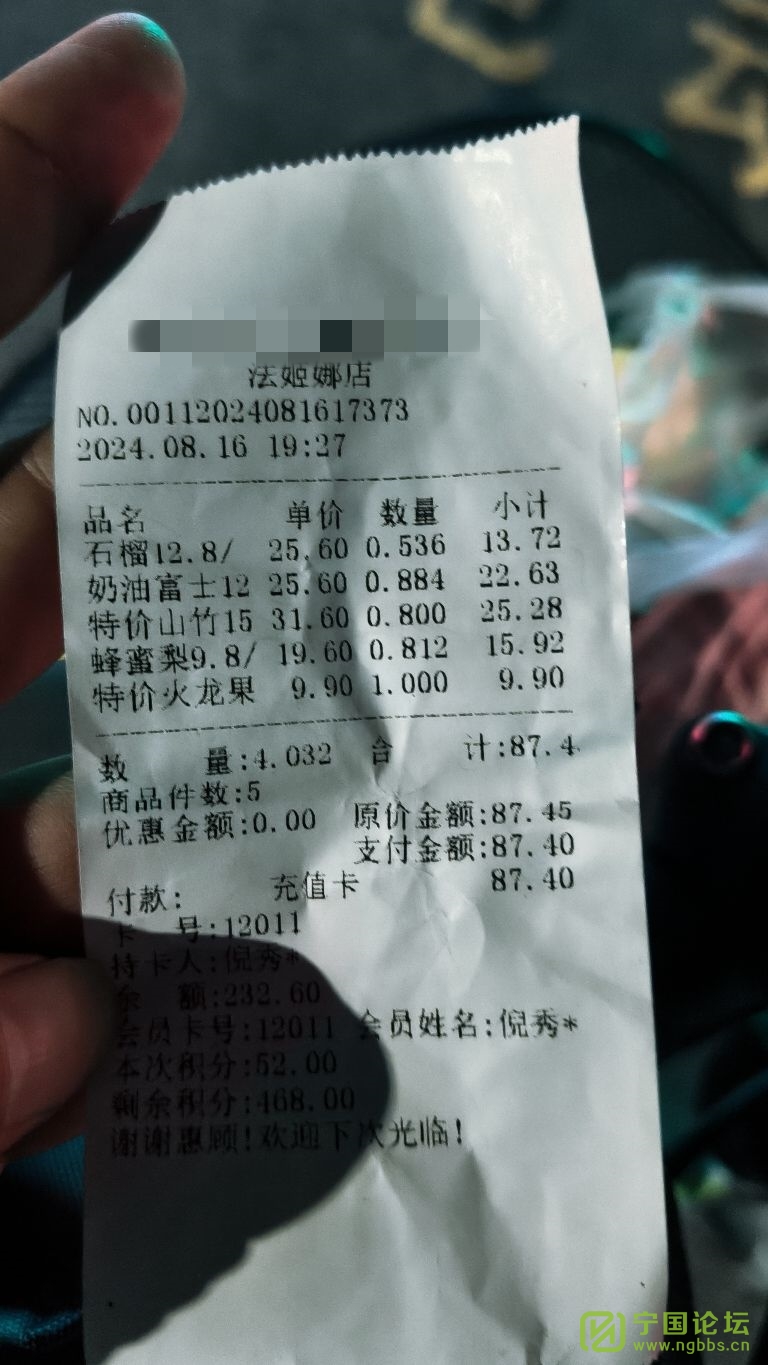 法姬娜店
NO.00112024081617373
2024.08.16 19:27
品名 单价 数量 小计
石榴12.8/ 25.60 0.536 13.72
奶油富士12 25.60 0.884 22.63
特价山竹15 31.60 0.800 25.28
蜂蜜梨9.8/ 19.60 0.812 15.92
特价火龙果 9.90 1.000 9.90
数 量:4.032 合 计:87.4
商品件数:5
优惠金额:0.00 原价金额:87.45
支付金额:87.40
付款: 充值卡 87.40
卡 号:12011
持卡人:倪秀*
余 额:232.60
会员卡号:12011 会员姓名:倪秀*
本次积分:52.00
剩余积分:468.00
谢谢惠顾!欢迎下次光临!
宁国论坛
www.ngbbs.cn